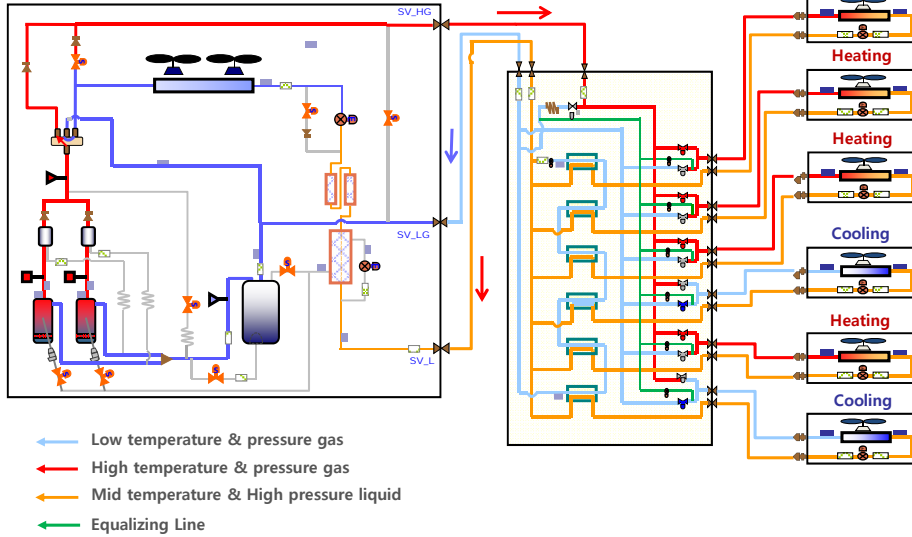 SV_HG
Heating
Heating
SV_LG
Cooling
Heating
SV_L
Cooling
Low temperature & pressure gas
High temperature & pressure gas
Mid temperature & High pressure liquid
Equalizing Line